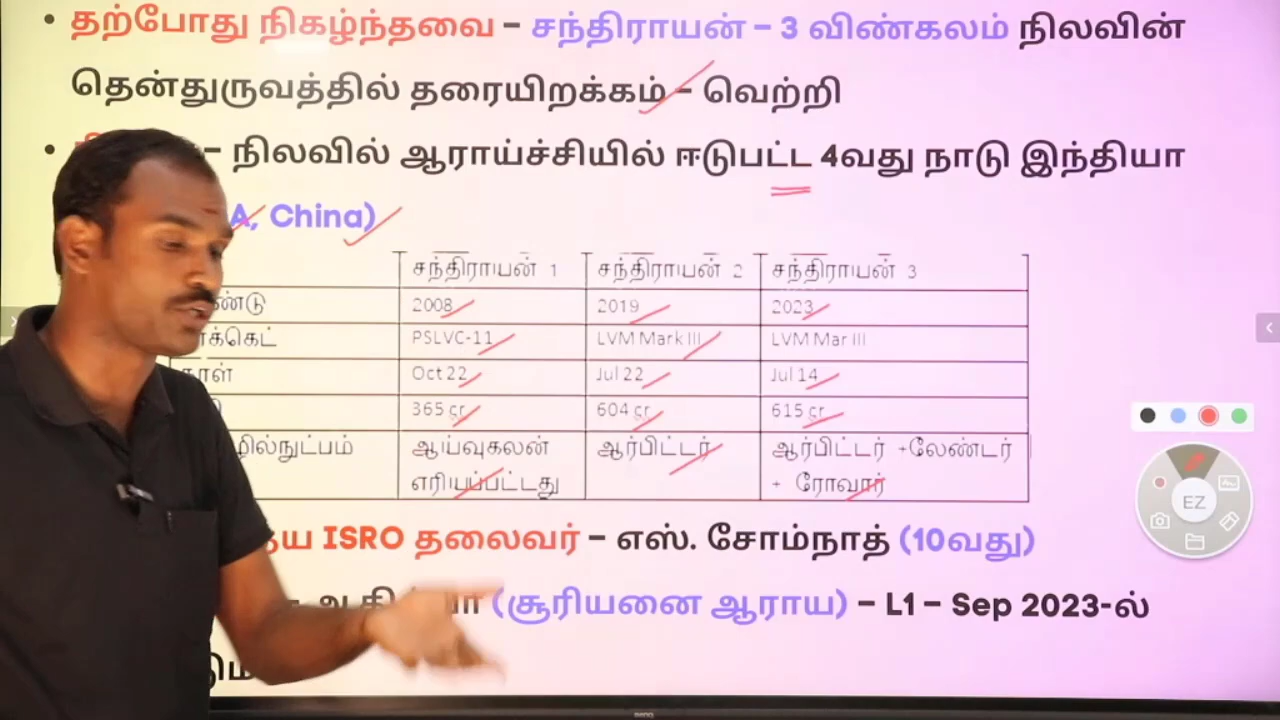 • தற்போது நிகழ்ந்தவை – சந்திராயன் – 3 விண்கலம் நிலவின்
தென்துருவத்தில் தரையிறக்கம் – வெற்றி
• – நிலவில் ஆராய்ச்சியில் ஈடுபட்ட 4வது நாடு இந்தியா
A, China)
சந்திராயன் 1 சந்திராயன் 2 சந்திராயன் 3
ண்டு 2008 2019 2023
க்கெட் PSLVC-11 LVM Mark III LVM Mar III
நாள் Oct 22 Jul 22 Jul 14
365 cr 604 cr 615 cr
ழில்நுட்பம் ஆய்வுகலன் ஆர்பிட்டர் ஆர்பிட்டர் +லேண்டர்
எரியப்பட்டது + ரோவார்
ய ISRO தலைவர் – எஸ். சோம்நாத் (10வது)
(சூரியனை ஆராய) – L1 – Sep 2023-ல்
EZ